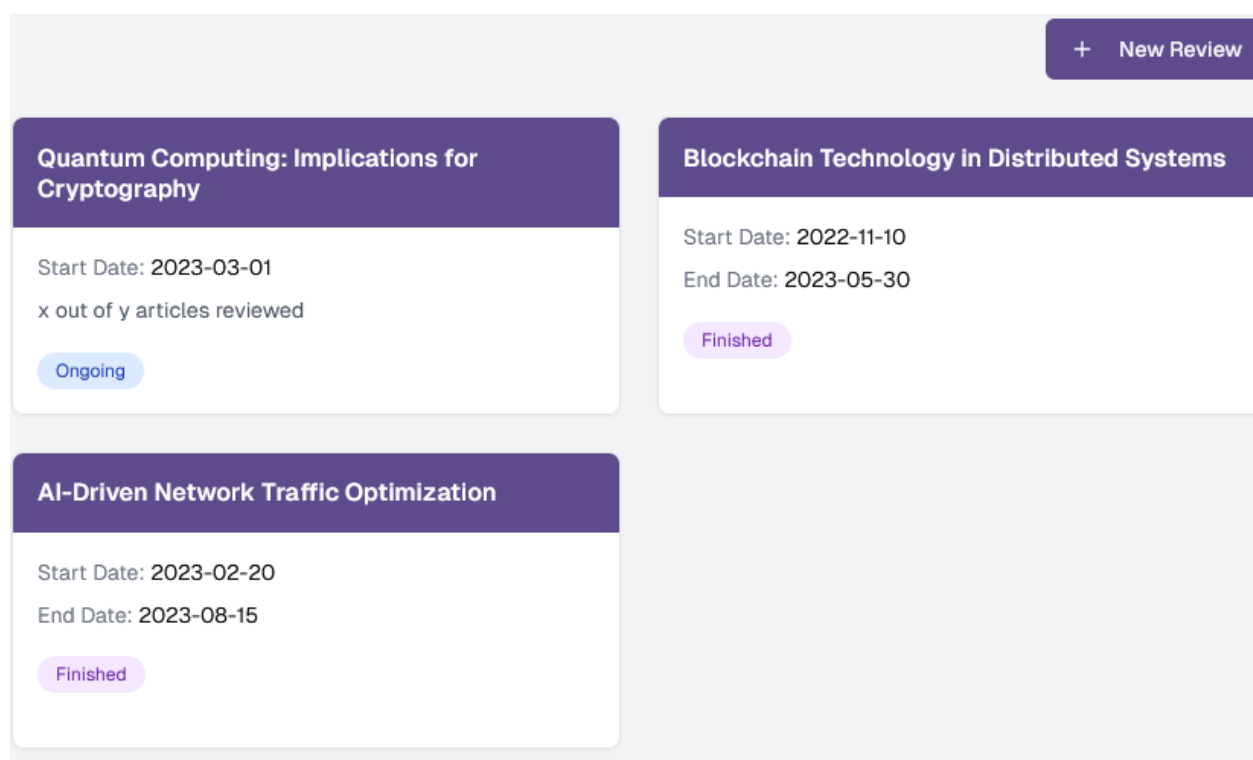 + New Review
Quantum Computing: Implications for
Cryptography
Start Date: 2023-03-01
x out of y articles reviewed
Ongoing
Blockchain Technology in Distributed Systems
Start Date: 2022-11-10
End Date: 2023-05-30
Finished
AI-Driven Network Traffic Optimization
Start Date: 2023-02-20
End Date: 2023-08-15
Finished